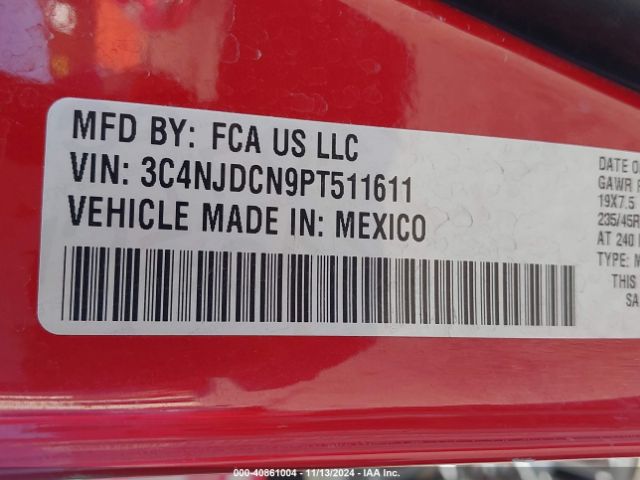 MFD BY: FCA US LLC
VIN: 3C4NJDCN9PT511611
VEHICLE MADE IN: MEXICO
DATE O
GAWR
19X7.5
235/45R
AT 240
TYPE: M
THIS
SA
000-40861004 - 11/13/2024 - IAA Inc.